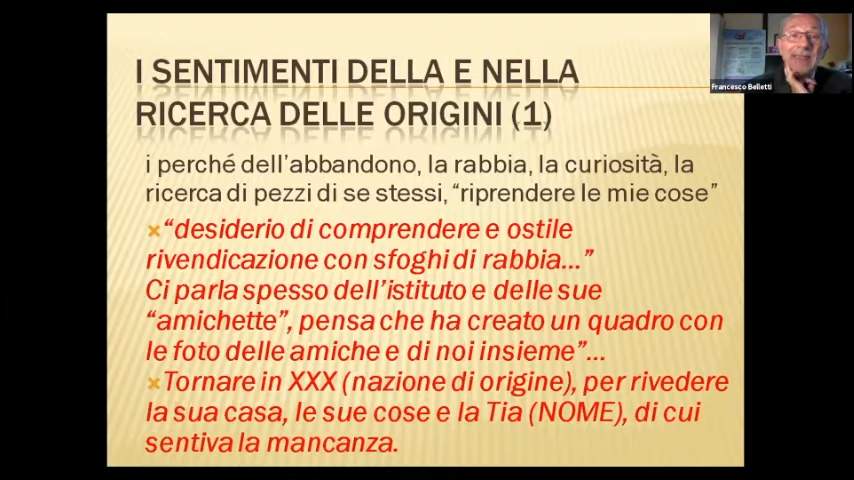 I SENTIMENTI DELLA E NELLA
RICERCA DELLE ORIGINI (1)
Francesco Belletti
i perché dell'abbandono, la rabbia, la curiosità, la
ricerca di pezzi di se stessi, "riprendere le mie cose"
"desiderio di comprendere e ostile
rivendicazione con sfoghi di rabbia..."
Ci parla spesso dell'istituto e delle sue
"amichette", pensa che ha creato un quadro con
le foto delle amiche e di noi insieme"...
Tornare in XXX (nazione di origine), per rivedere
la sua casa, le sue cose e la Tia (NOME), di cui
sentiva la mancanza.